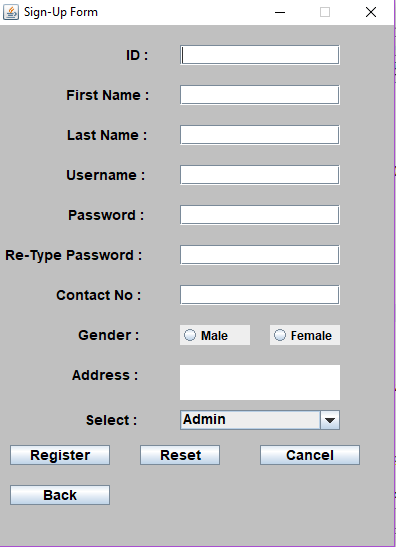 Sign-Up Form
ID :
First Name :
Last Name :
Username :
Password :
Re-Type Password :
Contact No :
Gender : Male Female
Address :
Select : Admin
Register Reset Cancel
Back